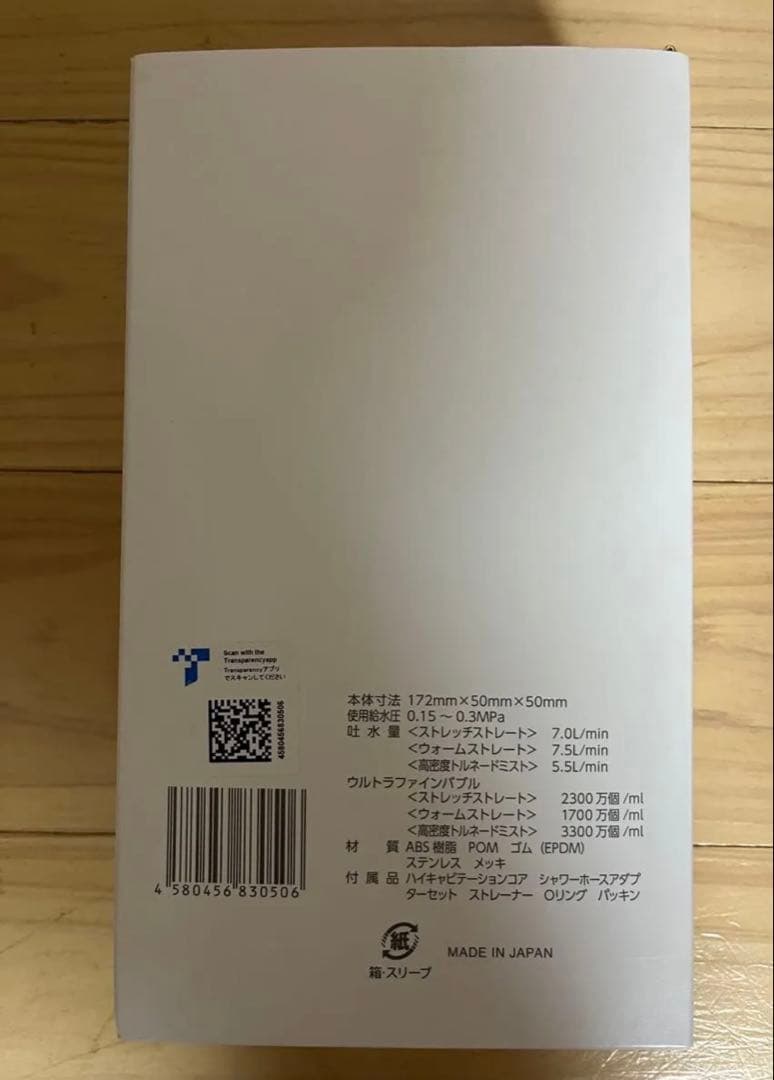 Scan with the
Transparencyapp
Transparencyアプリ
でスキャンしてください
4580456830506
本体寸法 172mm×50mm×50mm
使用給水圧 0.15～0.3MPa
吐水量 <ストレッチストレート> 7.0L/min
<ウォームストレート> 7.5L/min
<高密度トルネードミスト> 5.5L/min
ウルトラファインバブル
<ストレッチストレート> 2300万個/ml
<ウォームストレート> 1700万個/ml
<高密度トルネードミスト> 3300万個/ml
材質 ABS樹脂 POM ゴム(EPDM)
ステンレス メッキ
付属品 ハイキャビテーションコア シャワーホースアダプ
ターセット ストレーナー Oリング パッキン
4 580456 830506
紙
箱・スリーブ
MADE IN JAPAN